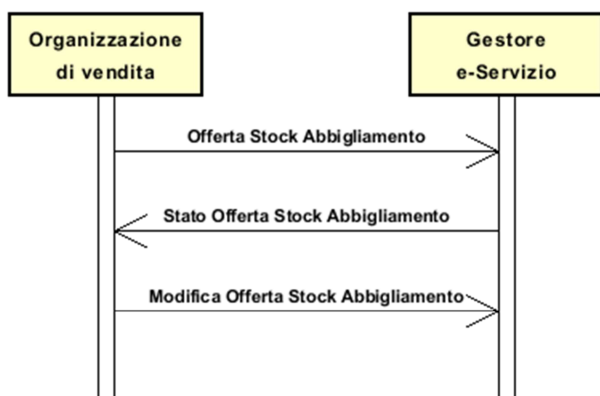 Organizzazione
di vendita
Gestore
e-Servizio
Offerta Stock Abbigliamento
Stato Offerta Stock Abbigliamento
Modifica Offerta Stock Abbigliamento